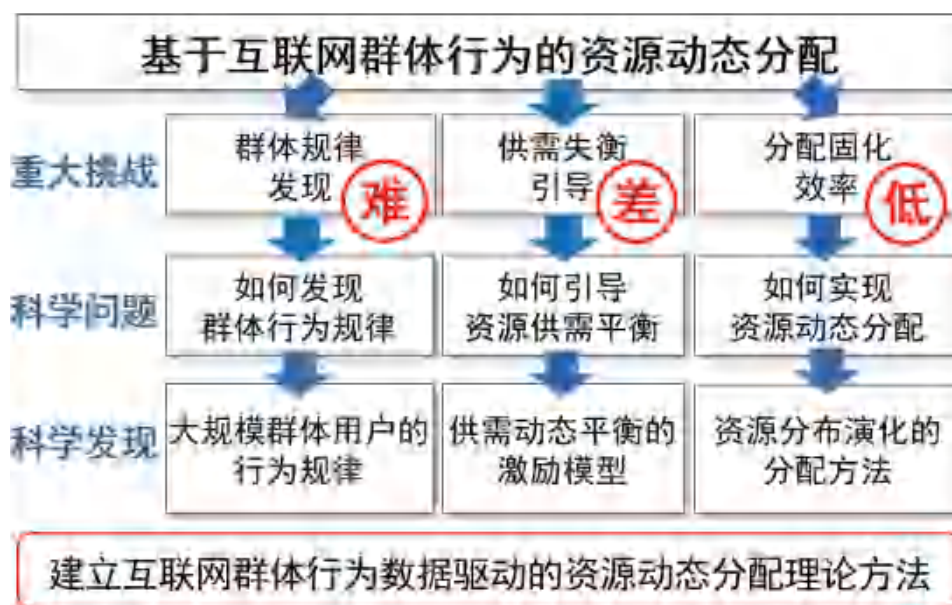 基于互联网群体行为的资源动态分配
重大挑战
群体规律
发现
难
供需失衡
引导
差
分配固化
效率
低
科学问题
如何发现
群体行为规律
如何引导
资源供需平衡
如何实现
资源动态分配
科学发现
大规模群体用户的
行为规律
供需动态平衡的
激励模型
资源分布演化的
分配方法
建立互联网群体行为数据驱动的资源动态分配理论方法